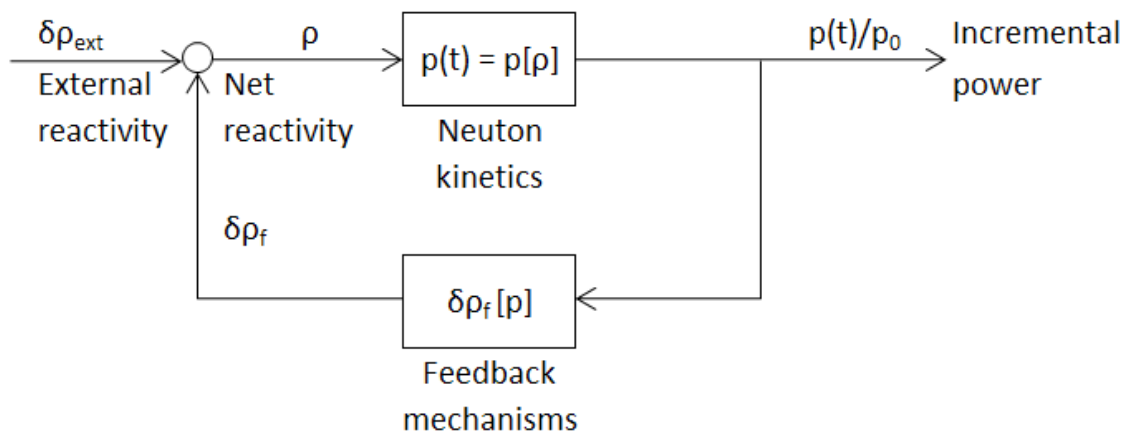 δρext
External
reactivity
ρ
Net
reactivity
p(t) = p[ρ]
Neuton
kinetics
p(t)/p0
Incremental
power
δρf
δρf [p]
Feedback
mechanisms